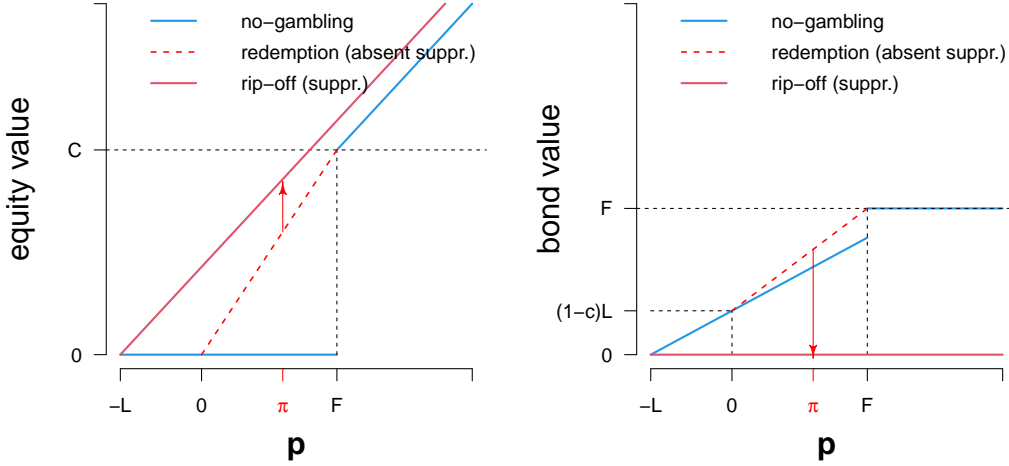 no−gambling
redemption (absent suppr.)
rip−off (suppr.)
equity value
C
0
−L
0
π
F
p
no−gambling
redemption (absent suppr.)
rip−off (suppr.)
bond value
F
(1−c)L
0
−L
0
π
F
p